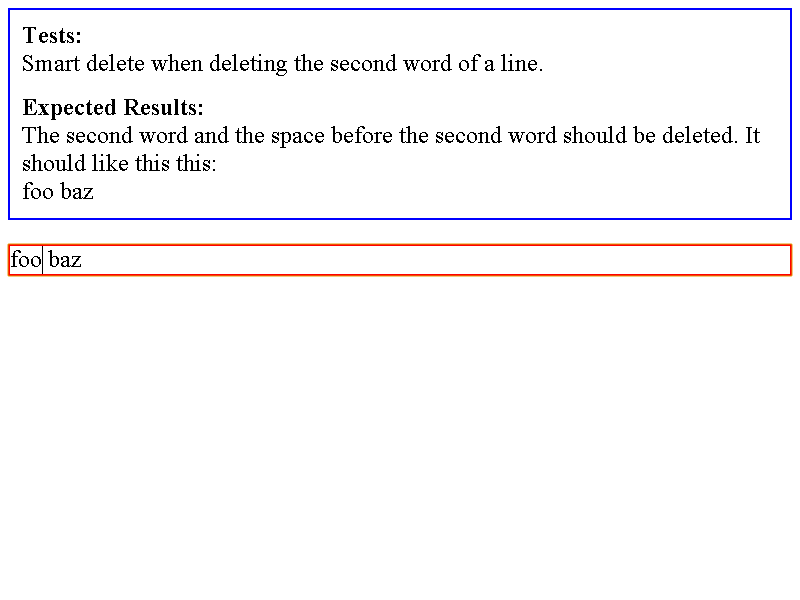 Tests:
Smart delete when deleting the second word of a line.
Expected Results:
The second word and the space before the second word should be deleted. It
should like this this:
foo baz
foo baz